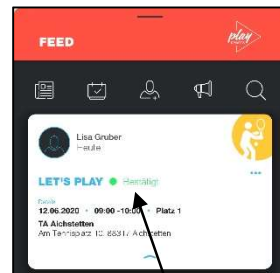 FEED
play
Lisa Gruber
Heute
LET'S PLAY Bestätigt
12.06.2020 09:00 -10:00 Platz 1
TA Aichstetten
Am Tennisplatz 10, 88317 Aichstetten